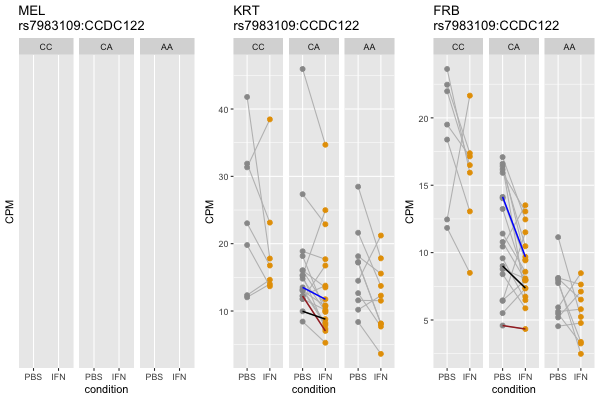 MEL
rs7983109:CCDC122
CC CA AA
CPM
PBS IFN PBS IFN PBS IFN
condition
KRT
rs7983109:CCDC122
CC CA AA
40
30
20
10
CPM
PBS IFN PBS IFN PBS IFN
condition
FRB
rs7983109:CCDC122
CC CA AA
20
15
10
5
CPM
PBS IFN PBS IFN PBS IFN
condition